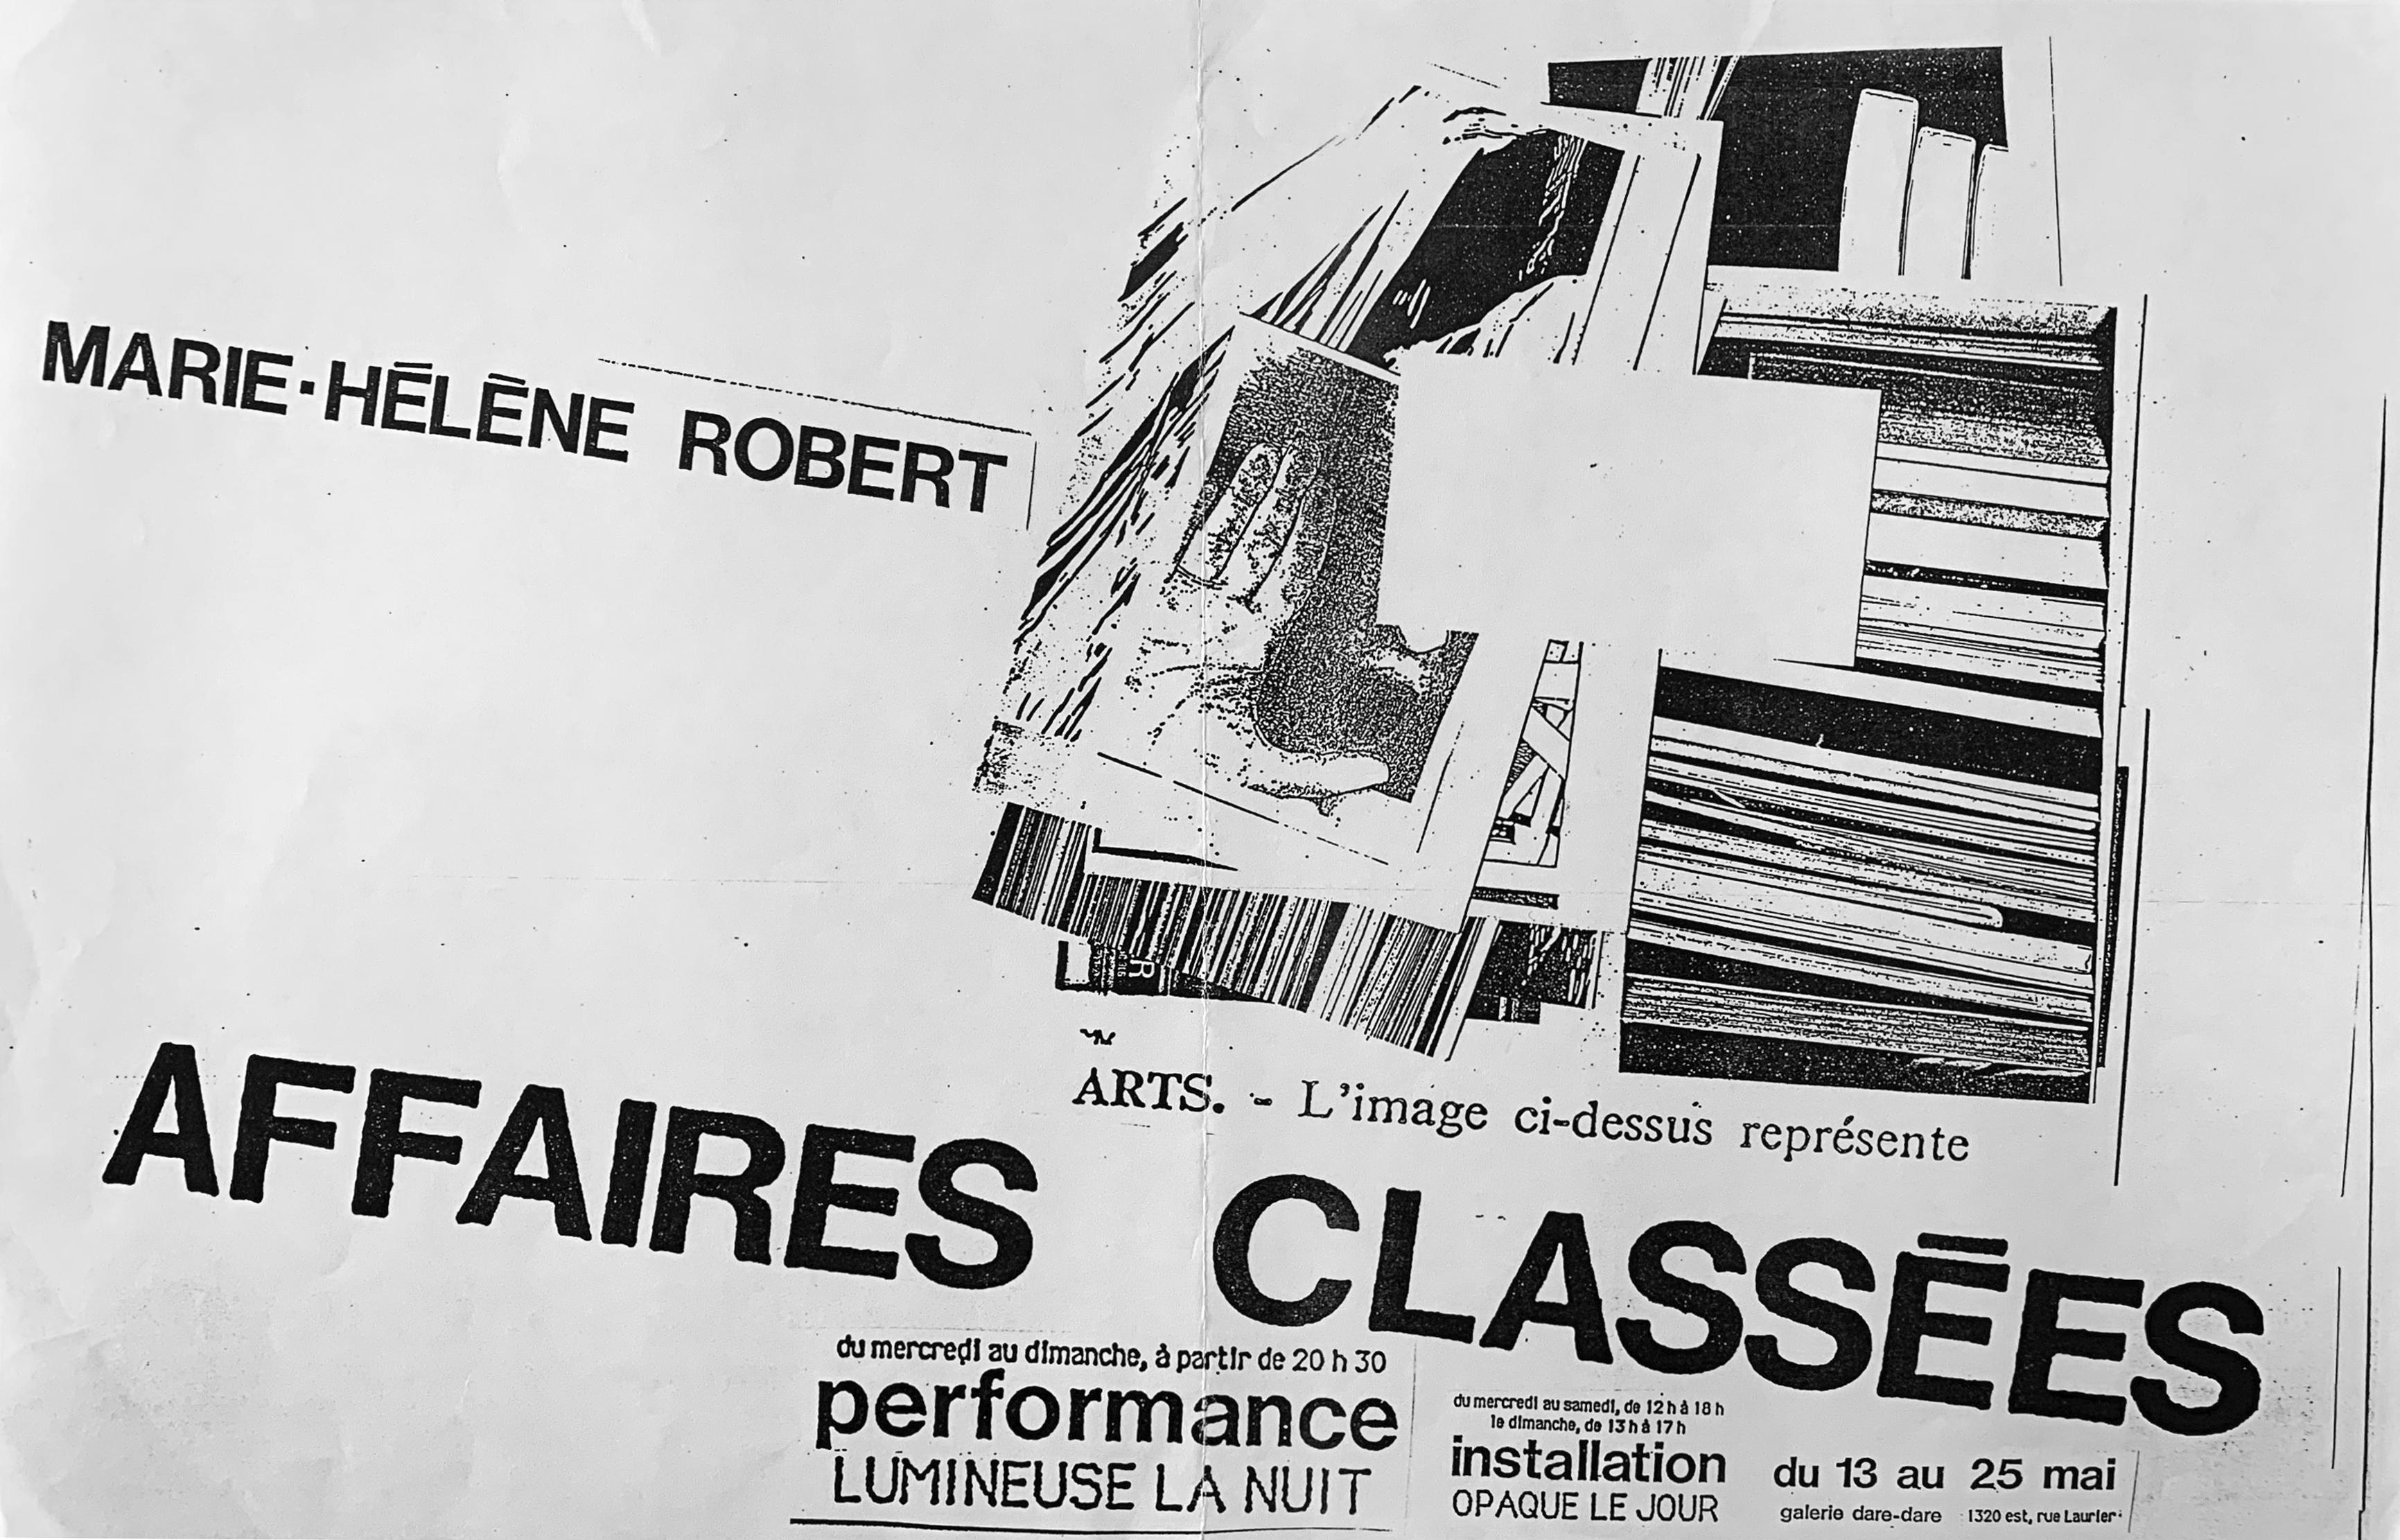 MARIE-HÉLÈNE ROBERT
R
ARTS. - L'image ci-dessus représente
AFFAIRES CLASSÉES
du mercredi au dimanche, à partir de 20 h 30
performance
LUMINEUSE LA NUIT
du mercredi au samedi, de 12 h à 18 h
le dimanche, de 13 h à 17 h
installation
OPAQUE LE JOUR
du 13 au 25 mai
galerie dare-dare 1320 est, rue Laurier